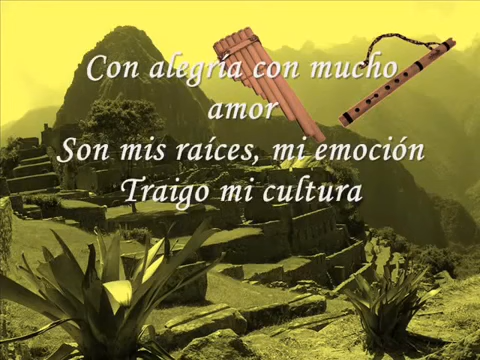 Con alegría con mucho
amor
Son mis raíces, mi emoción
Traigo mi cultura